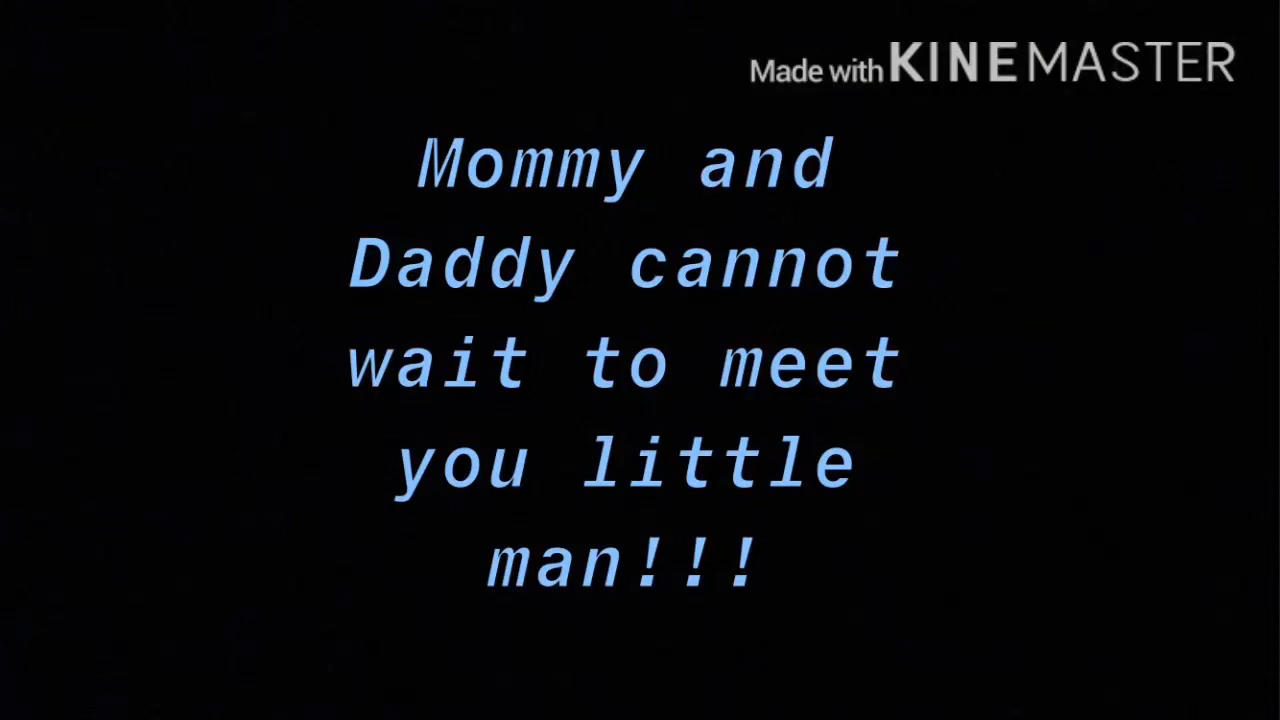 Made with KINEMASTER
Mommy and
Daddy cannot
wait to meet
you little
man!!!